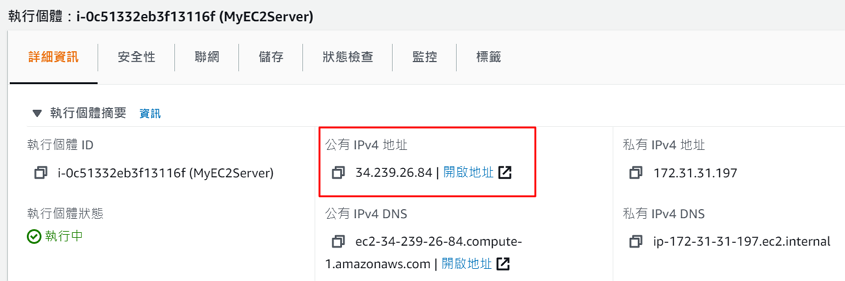 執行個體：i-0c51332eb3f13116f (MyEC2Server)
詳細資訊 安全性 聯網 儲存 狀態檢查 監控 標籤
▼ 執行個體摘要 資訊
執行個體 ID
i-0c51332eb3f13116f (MyEC2Server)
公有 IPv4 地址
34.239.26.84 | 開啟地址
私有 IPv4 地址
172.31.31.197
執行個體狀態
執行中
公有 IPv4 DNS
ec2-34-239-26-84.compute-
1.amazonaws.com | 開啟地址
私有 IPv4 DNS
ip-172-31-31-197.ec2.internal